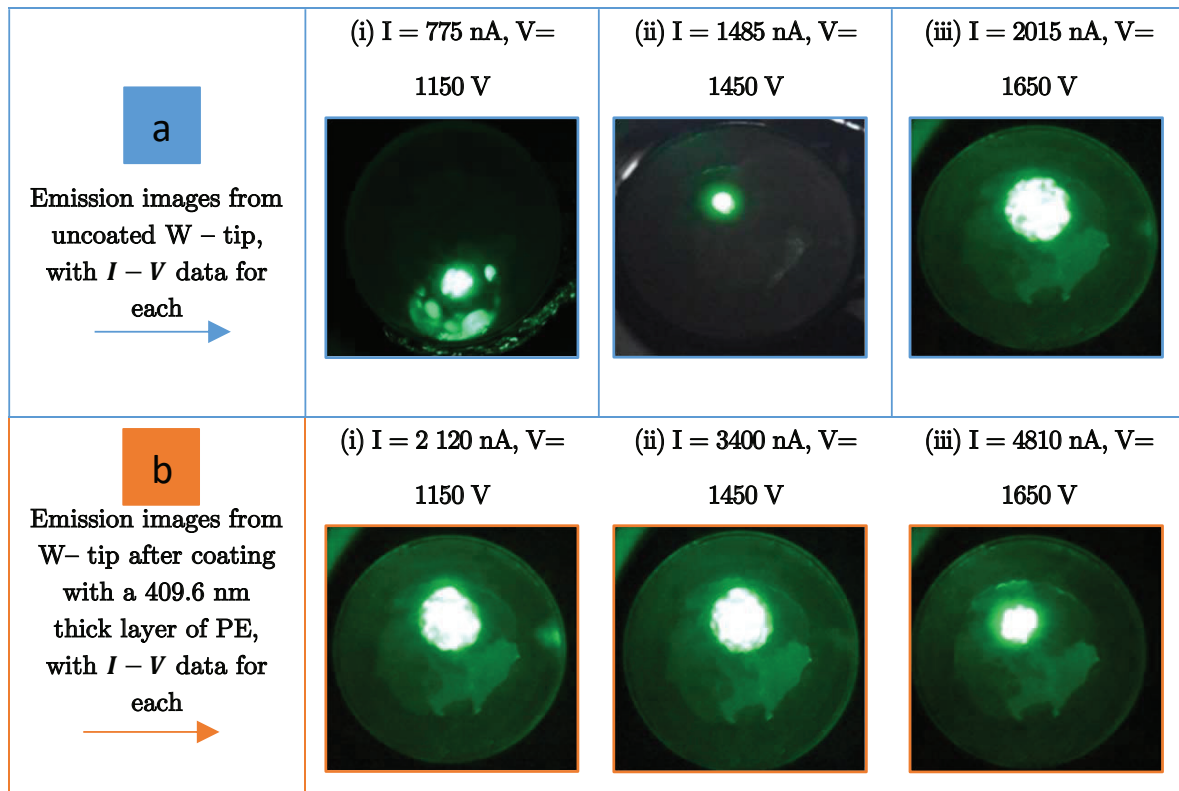 a
Emission images from
uncoated W – tip,
with I – V data for
each
(i) I = 775 nA, V=
1150 V
(ii) I = 1485 nA, V=
1450 V
(iii) I = 2015 nA, V=
1650 V
b
Emission images from
W– tip after coating
with a 409.6 nm
thick layer of PE,
with I – V data for
each
(i) I = 2 120 nA, V=
1150 V
(ii) I = 3400 nA, V=
1450 V
(iii) I = 4810 nA, V=
1650 V